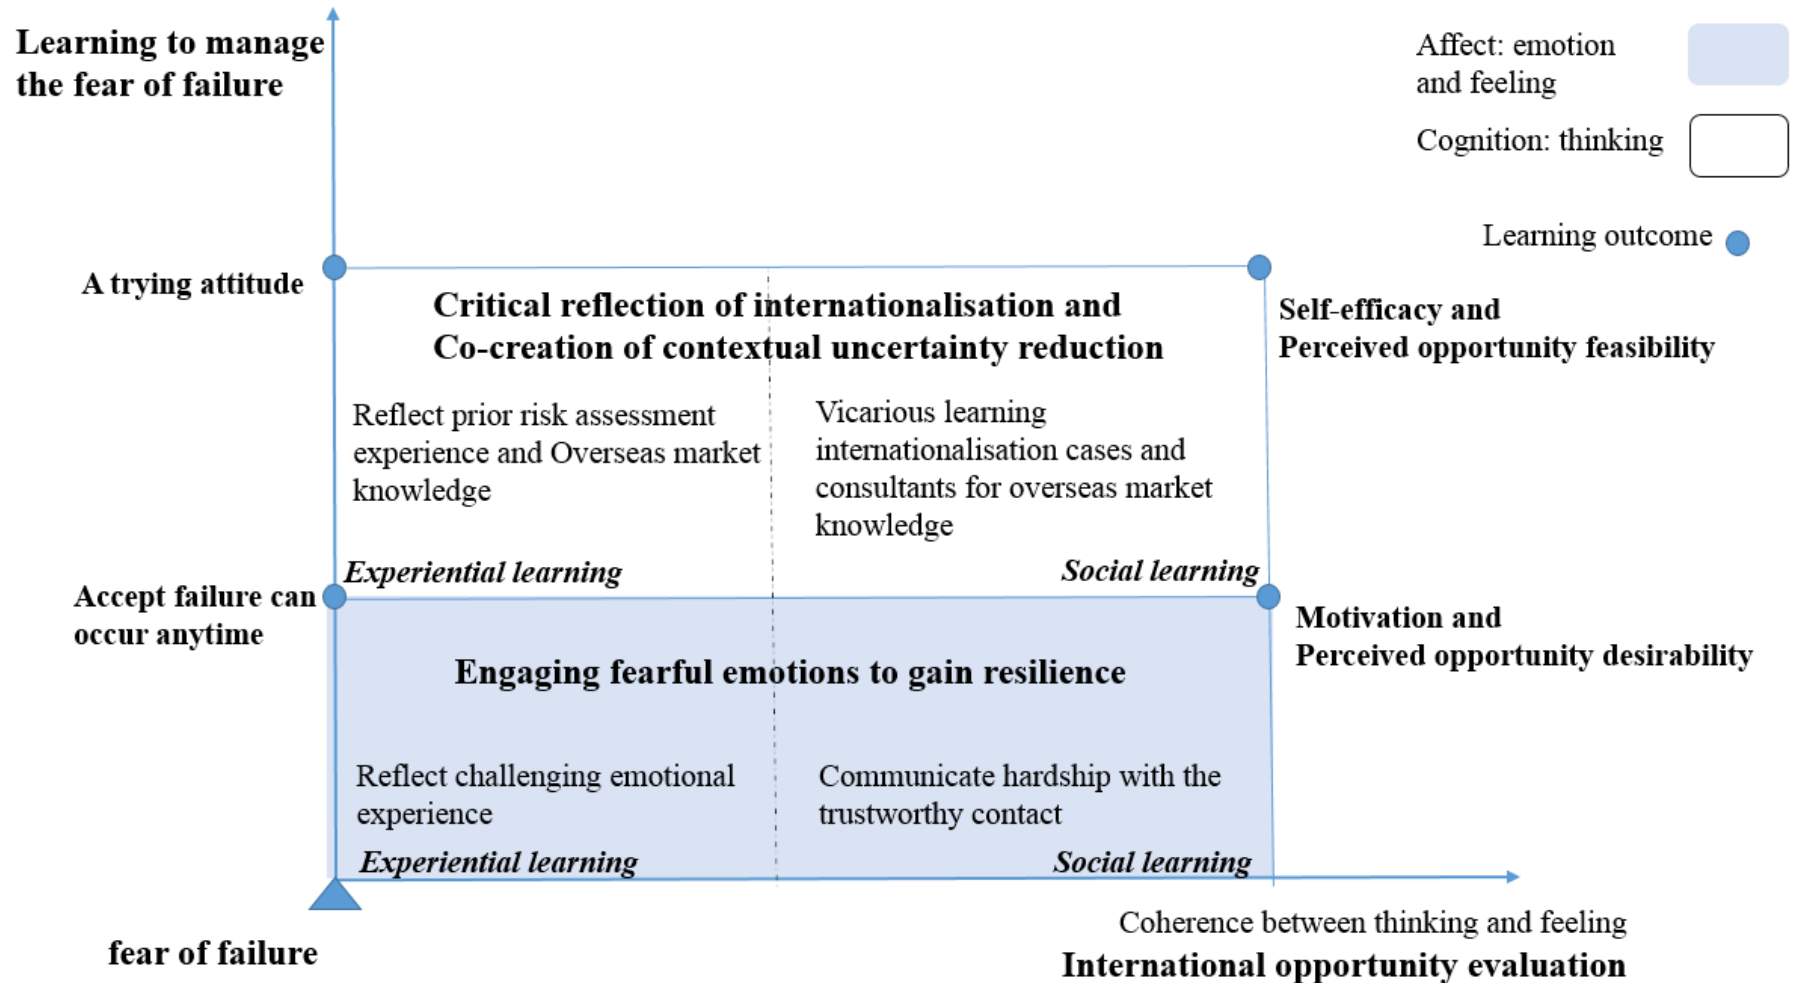 Learning to manage
the fear of failure
Affect: emotion
and feeling
Cognition: thinking
Learning outcome
A trying attitude
Critical reflection of internationalisation and
Co-creation of contextual uncertainty reduction
Self-efficacy and
Perceived opportunity feasibility
Reflect prior risk assessment
experience and Overseas market
knowledge
Vicarious learning
internationalisation cases and
consultants for overseas market
knowledge
Experiential learning
Social learning
Accept failure can
occur anytime
Motivation and
Perceived opportunity desirability
Engaging fearful emotions to gain resilience
Reflect challenging emotional
experience
Communicate hardship with the
trustworthy contact
Experiential learning
Social learning
fear of failure
Coherence between thinking and feeling
International opportunity evaluation